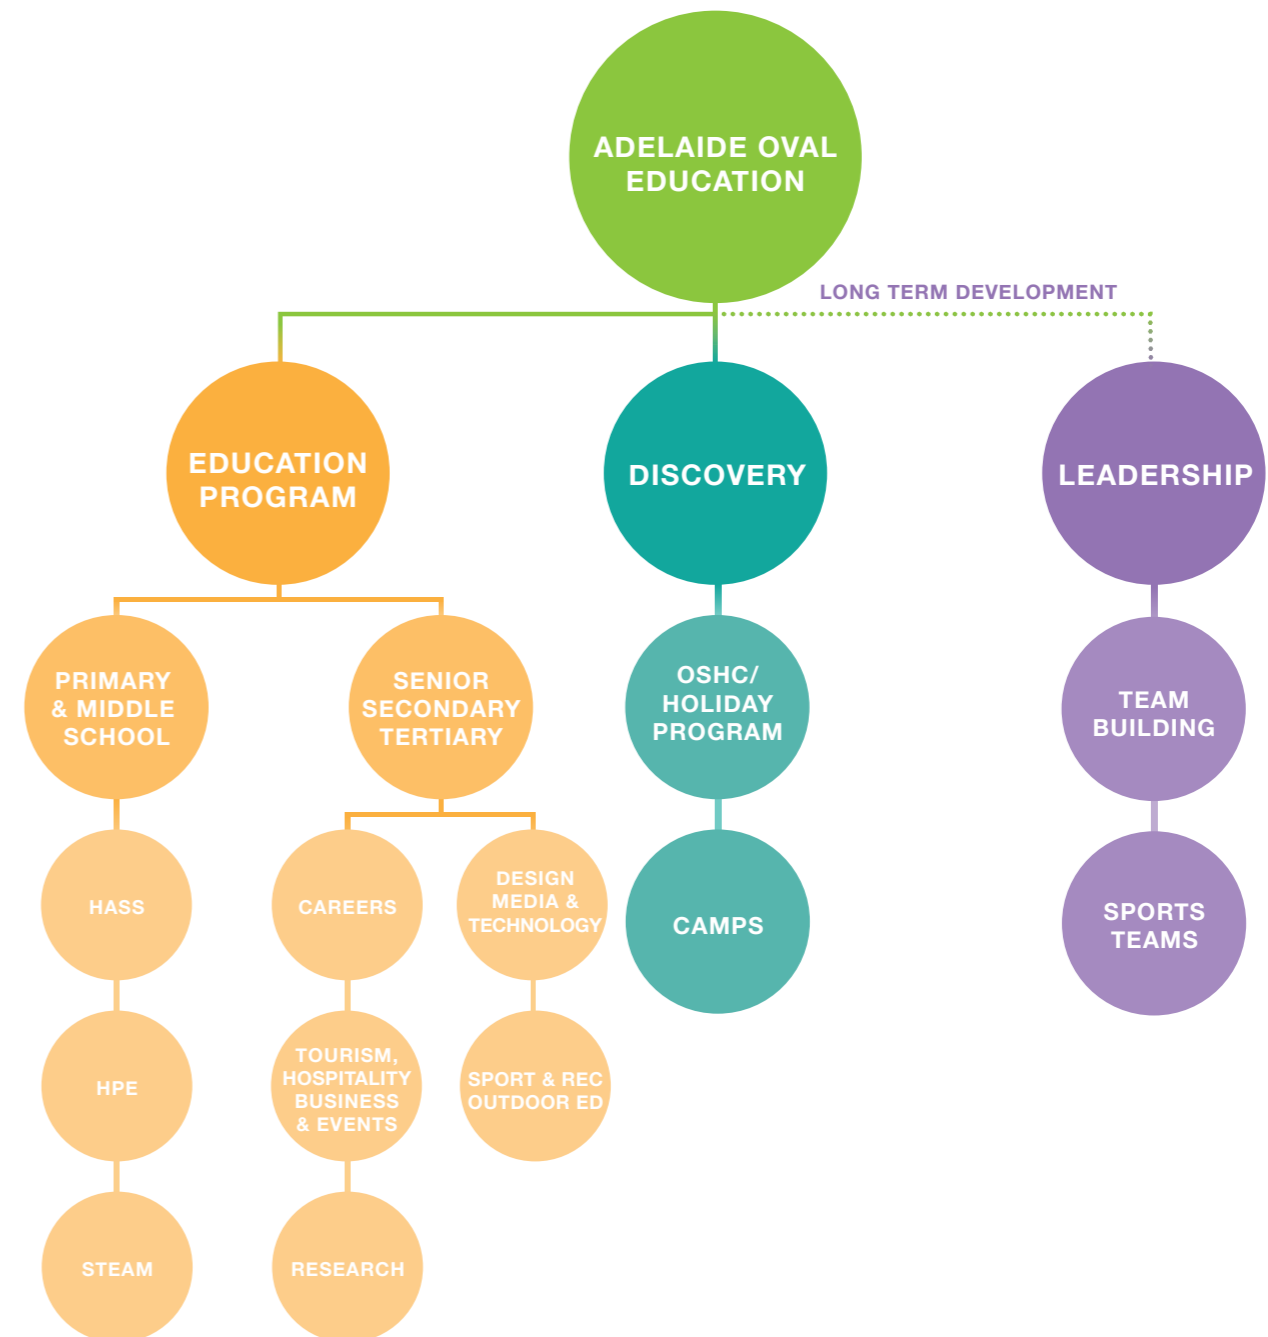 ADELAIDE OVAL
EDUCATION
LONG TERM DEVELOPMENT
EDUCATION
PROGRAM
DISCOVERY
LEADERSHIP
PRIMARY
& MIDDLE
SCHOOL
SENIOR
SECONDARY
TERTIARY
OSHC/
HOLIDAY
PROGRAM
TEAM
BUILDING
HASS
CAREERS
DESIGN
MEDIA &
TECHNOLOGY
CAMPS
SPORTS
TEAMS
HPE
TOURISM,
HOSPITALITY
BUSINESS
& EVENTS
SPORT & REC
OUTDOOR ED
STEAM
RESEARCH